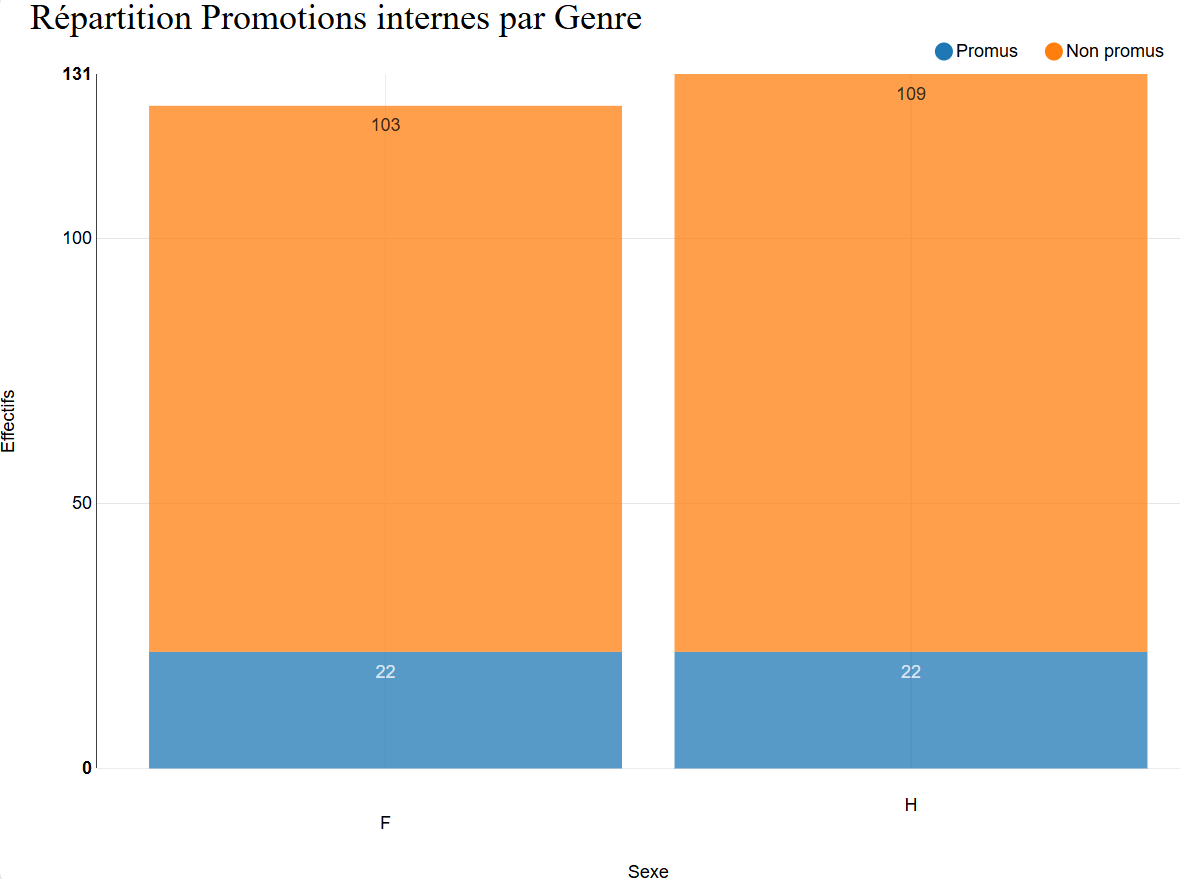 Répartition Promotions internes par Genre
Promus
Non promus
131
103
109
100
Effectifs
50
22
22
0
F
H
Sexe